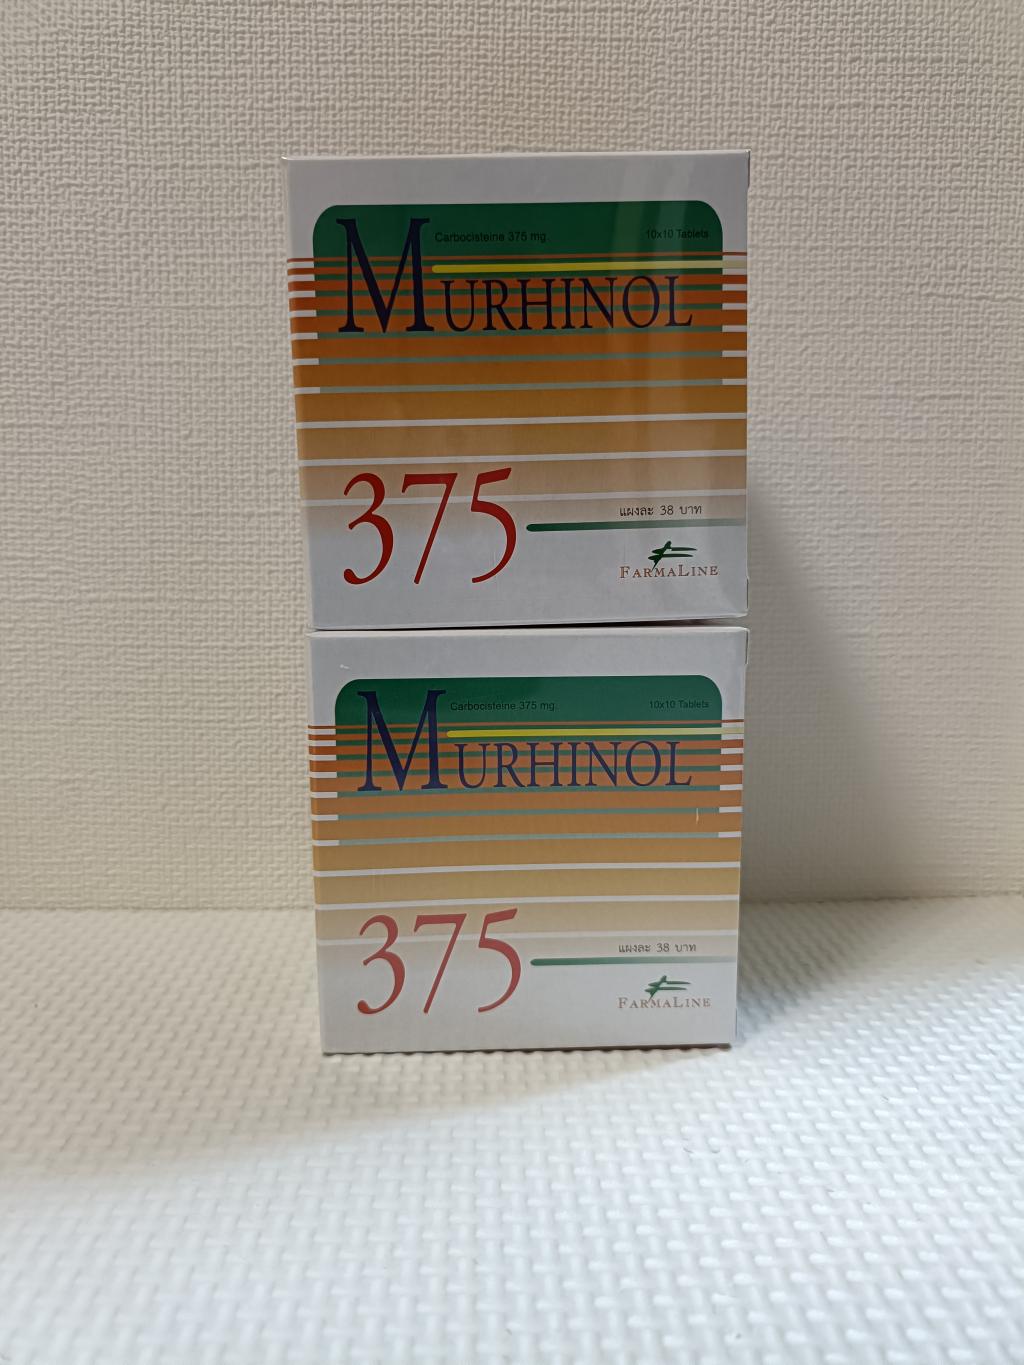 Carbocisteine 375 mg. 10x10 Tablets
MURHINOL
375
แผงละ 38 บาท
FARMALINE
Carbocisteine 375 mg. 10x10 Tablets
MURHINOL
375
แผงละ 38 บาท
FARMALINE